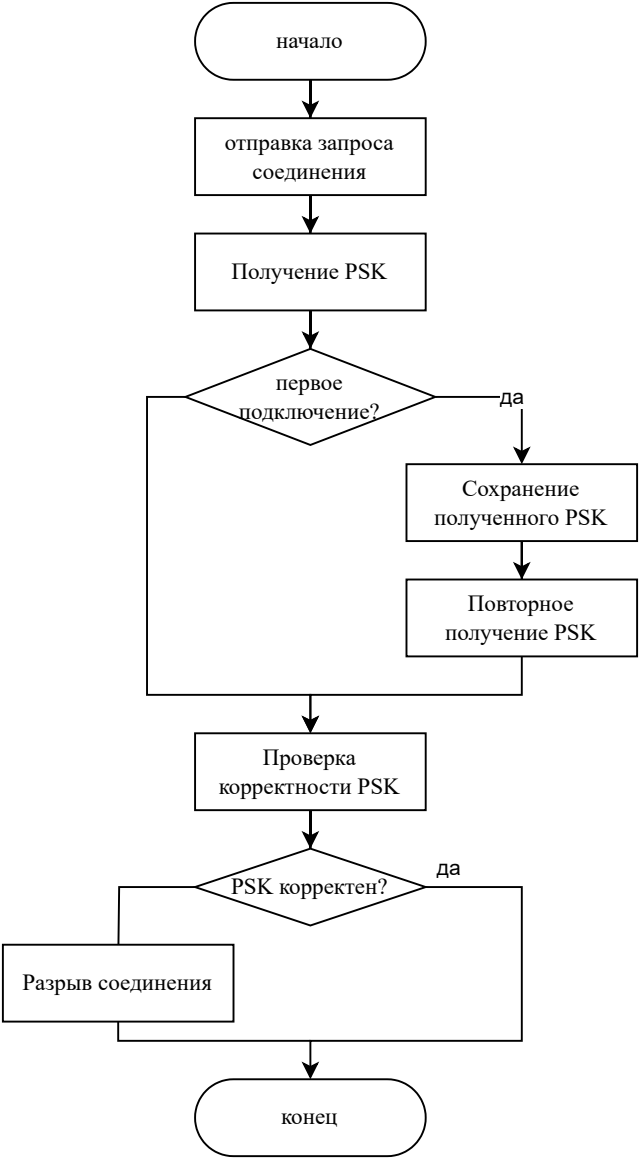 начало
отправка запроса
соединения
Получение PSK
первое
подключение?
да
Сохранение
полученного PSK
Повторное
получение PSK
Проверка
корректности PSK
PSK корректен?
да
Разрыв соединения
конец